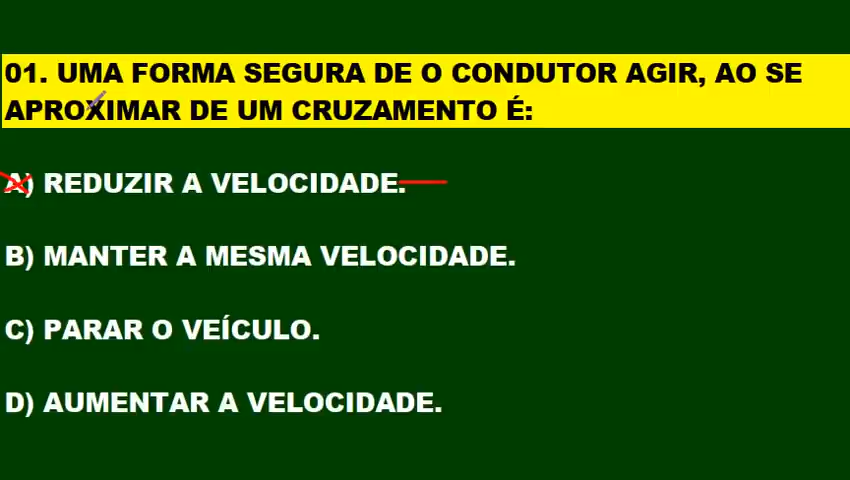 01. UMA FORMA SEGURA DE O CONDUTOR AGIR, AO SE
APROXIMAR DE UM CRUZAMENTO É:
A) REDUZIR A VELOCIDADE.
B) MANTER A MESMA VELOCIDADE.
C) PARAR O VEÍCULO.
D) AUMENTAR A VELOCIDADE.